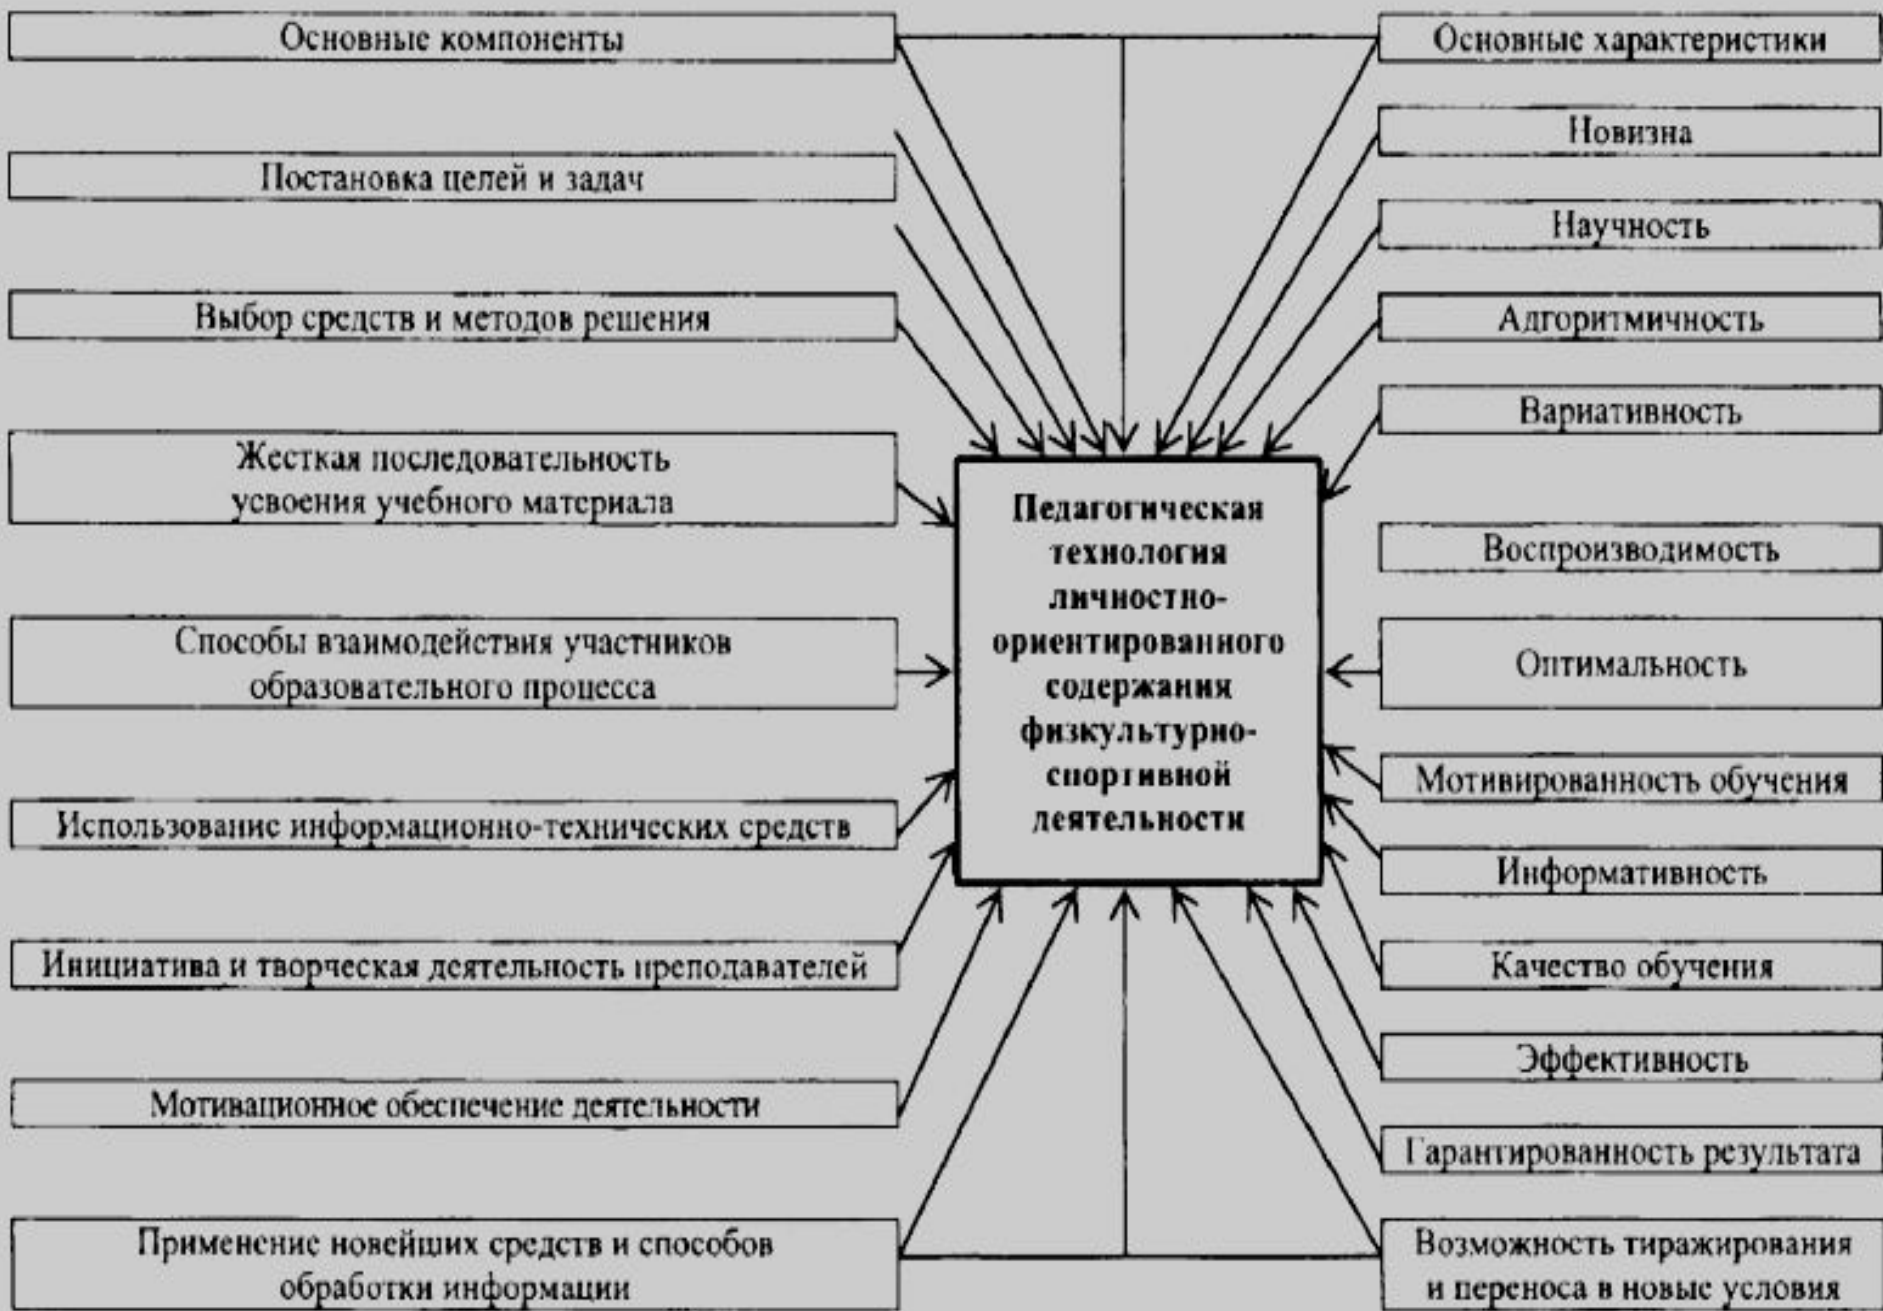 Основные компоненты
Постановка целей и задач
Выбор средств и методов решения
Жесткая последовательность
усвоения учебного материала
Способы взаимодействия участников
образовательного процесса
Использование информационно-технических средств
Инициатива и творческая деятельность преподавателей
Мотивационное обеспечение деятельности
Применение новейших средств и способов
обработки информации
Педагогическая
технология
личностно-
ориентированного
содержания
физкультурно-
спортивной
деятельности
Основные характеристики
Новизна
Научность
Адгоритмичность
Вариативность
Воспроизводимость
Оптимальность
Мотивированность обучения
Информативность
Качество обучения
Эффективность
Гарантированность результата
Возможность тиражирования
и переноса в новые условия